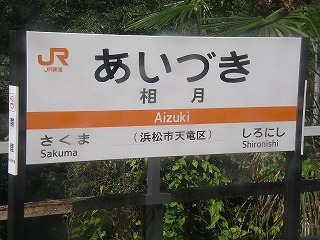 JR
JR東海
あいづき
相月
Aizuki
さくま
Sakuma
(浜松市天竜区)
しろにし
Shironishi